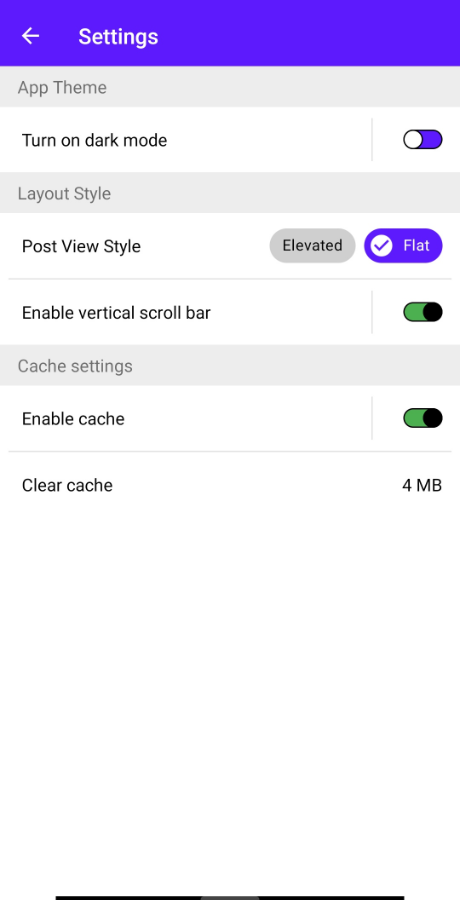 Settings
App Theme
Turn on dark mode
Layout Style
Post View Style Elevated Flat
Enable vertical scroll bar
Cache settings
Enable cache
Clear cache 4 MB